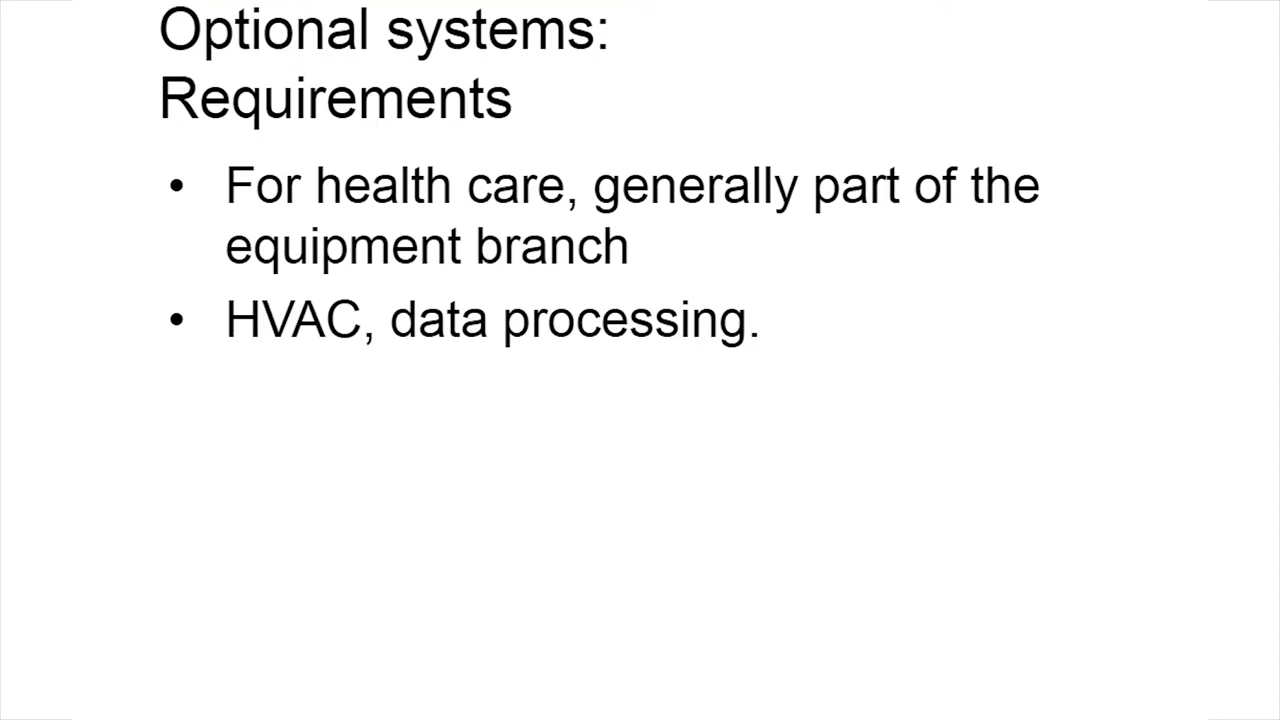 Optional systems:
Requirements
• For health care, generally part of the
equipment branch
• HVAC, data processing.